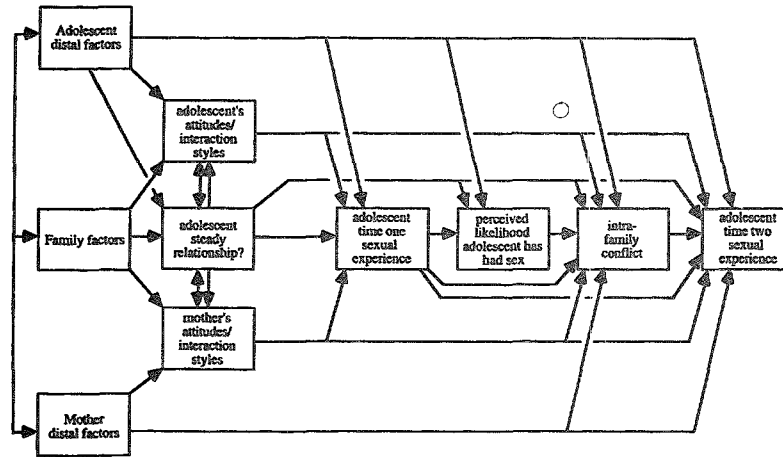 Adolescent
distal factors
adolescent's
attitudes/
interaction
styles
Family factors
adolescent
steady
relationship?
adolescent
time one
sexual
experience
perceived
likelihood
adolescent has
had sex
intra-
family
conflict
adolescent
time two
sexual
experience
mother's
attitudes/
interaction
styles
Mother
distal factors